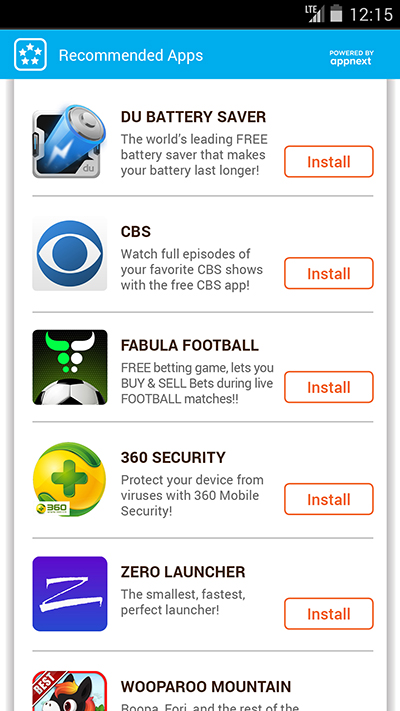 LTE 12:15
Recommended Apps
POWERED BY
appnext
DU BATTERY SAVER
The world's leading FREE
battery saver that makes
your battery last longer!
Install
du
CBS
Watch full episodes of
your favorite CBS shows
with the free CBS app!
Install
FABULA FOOTBALL
FREE betting game, lets you
BUY & SELL Bets during live
FOOTBALL matches!!
Install
360 SECURITY
Protect your device from
viruses with 360 Mobile
Security!
Install
360
ZERO LAUNCHER
The smallest, fastest,
perfect launcher!
Install
Z
BEST
WOOPAROO MOUNTAIN
Roopa, Fori, and the rest of the